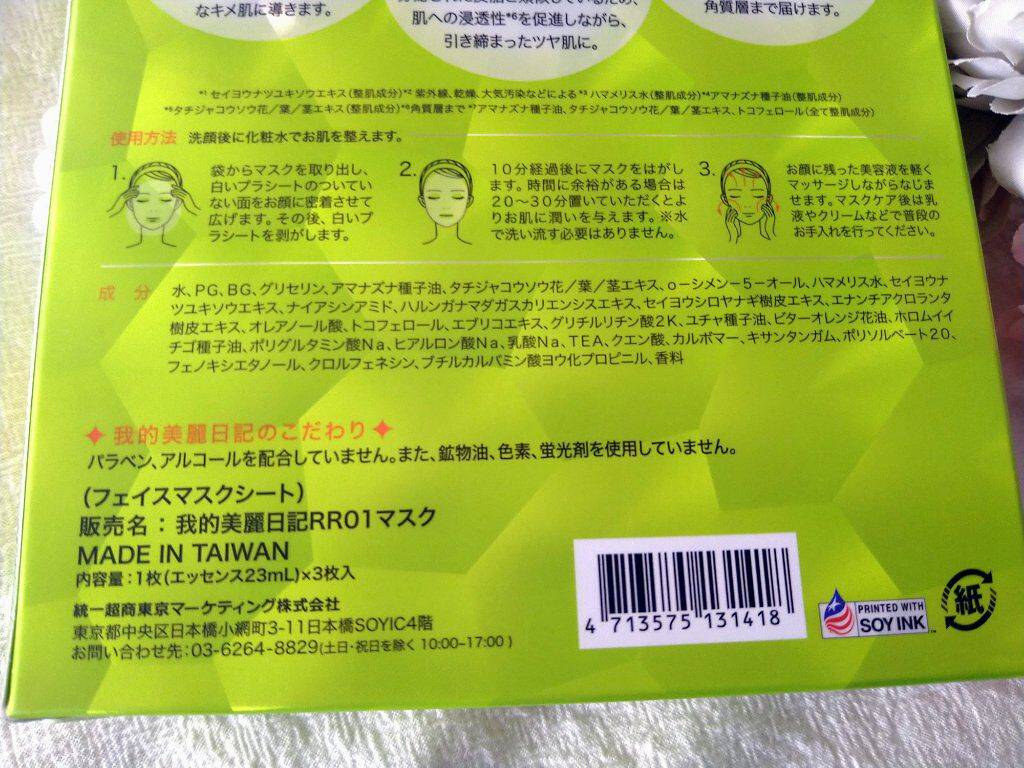 なキメ肌に導きます。
肌への浸透性*6を促進しながら、
引き締まったツヤ肌に。
角質層まで届けます。
*1 セイヨウナツユキソウエキス(整肌成分)*2 紫外線、乾燥、大気汚染などによる *3 ハマメリス水(整肌成分)*4アマナズナ種子油(整肌成分)
*5タチジャコウソウ花/葉/茎エキス(整肌成分)*6角質層まで *7アマナズナ種子油、タチジャコウソウ花/葉/茎エキス、トコフェロール(全て整肌成分)
使用方法 洗顔後に化粧水でお肌を整えます。
1.
袋からマスクを取り出し、
白いプラシートのついてい
ない面をお顔に密着させて
広げます。その後、白いプ
ラシートを剥がします。
2.
10分経過後にマスクをはがし
ます。時間に余裕がある場合は
20〜30分置いていただくとよ
りお肌に潤いを与えます。※水
で洗い流す必要はありません。
3.
お顔に残った美容液を軽く
マッサージしながらなじま
せます。マスクケア後は乳
液やクリームなどで普段の
お手入れを行ってください。
成分 水、PG、BG、グリセリン、アマナズナ種子油、タチジャコウソウ花/葉/茎エキス、o-シメン-5-オール、ハマメリス水、セイヨウナ
ツユキソウエキス、ナイアシンアミド、ハルンガナマダガスカリエンシスエキス、セイヨウシロヤナギ樹皮エキス、エナンチアクロランタ
樹皮エキス、オレアノール酸、トコフェロール、エブリコエキス、グリチルリチン酸2K、ユチャ種子油、ビターオレンジ花油、ホロムイイ
チゴ種子油、ポリグルタミン酸Na、ヒアルロン酸Na、乳酸Na、TEA、クエン酸、カルボマー、キサンタンガム、ポリソルベート20、
フェノキシエタノール、クロルフェネシン、ブチルカルバミン酸ヨウ化プロピニル、香料
✦我的美麗日記のこだわり✦
パラベン、アルコールを配合していません。また、鉱物油、色素、蛍光剤を使用していません。
(フェイスマスクシート)
販売名：我的美麗日記RR01マスク
MADE IN TAIWAN
内容量:1枚(エッセンス23mL)×3枚入
統一超商東京マーケティング株式会社
東京都中央区日本橋小網町3-11日本橋SOYIC4階
お問い合わせ先:03-6264-8829(土日・祝日を除く 10:00-17:00 )
4 713575 131418
PRINTED WITH
SOY INK™
紙